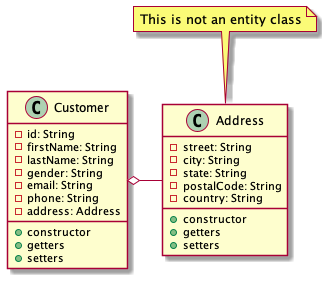 This is not an entity class
C Customer
id: String
firstName: String
lastName: String
gender: String
email: String
phone: String
address: Address
constructor
getters
setters
C Address
street: String
city: String
state: String
postalCode: String
country: String
constructor
getters
setters